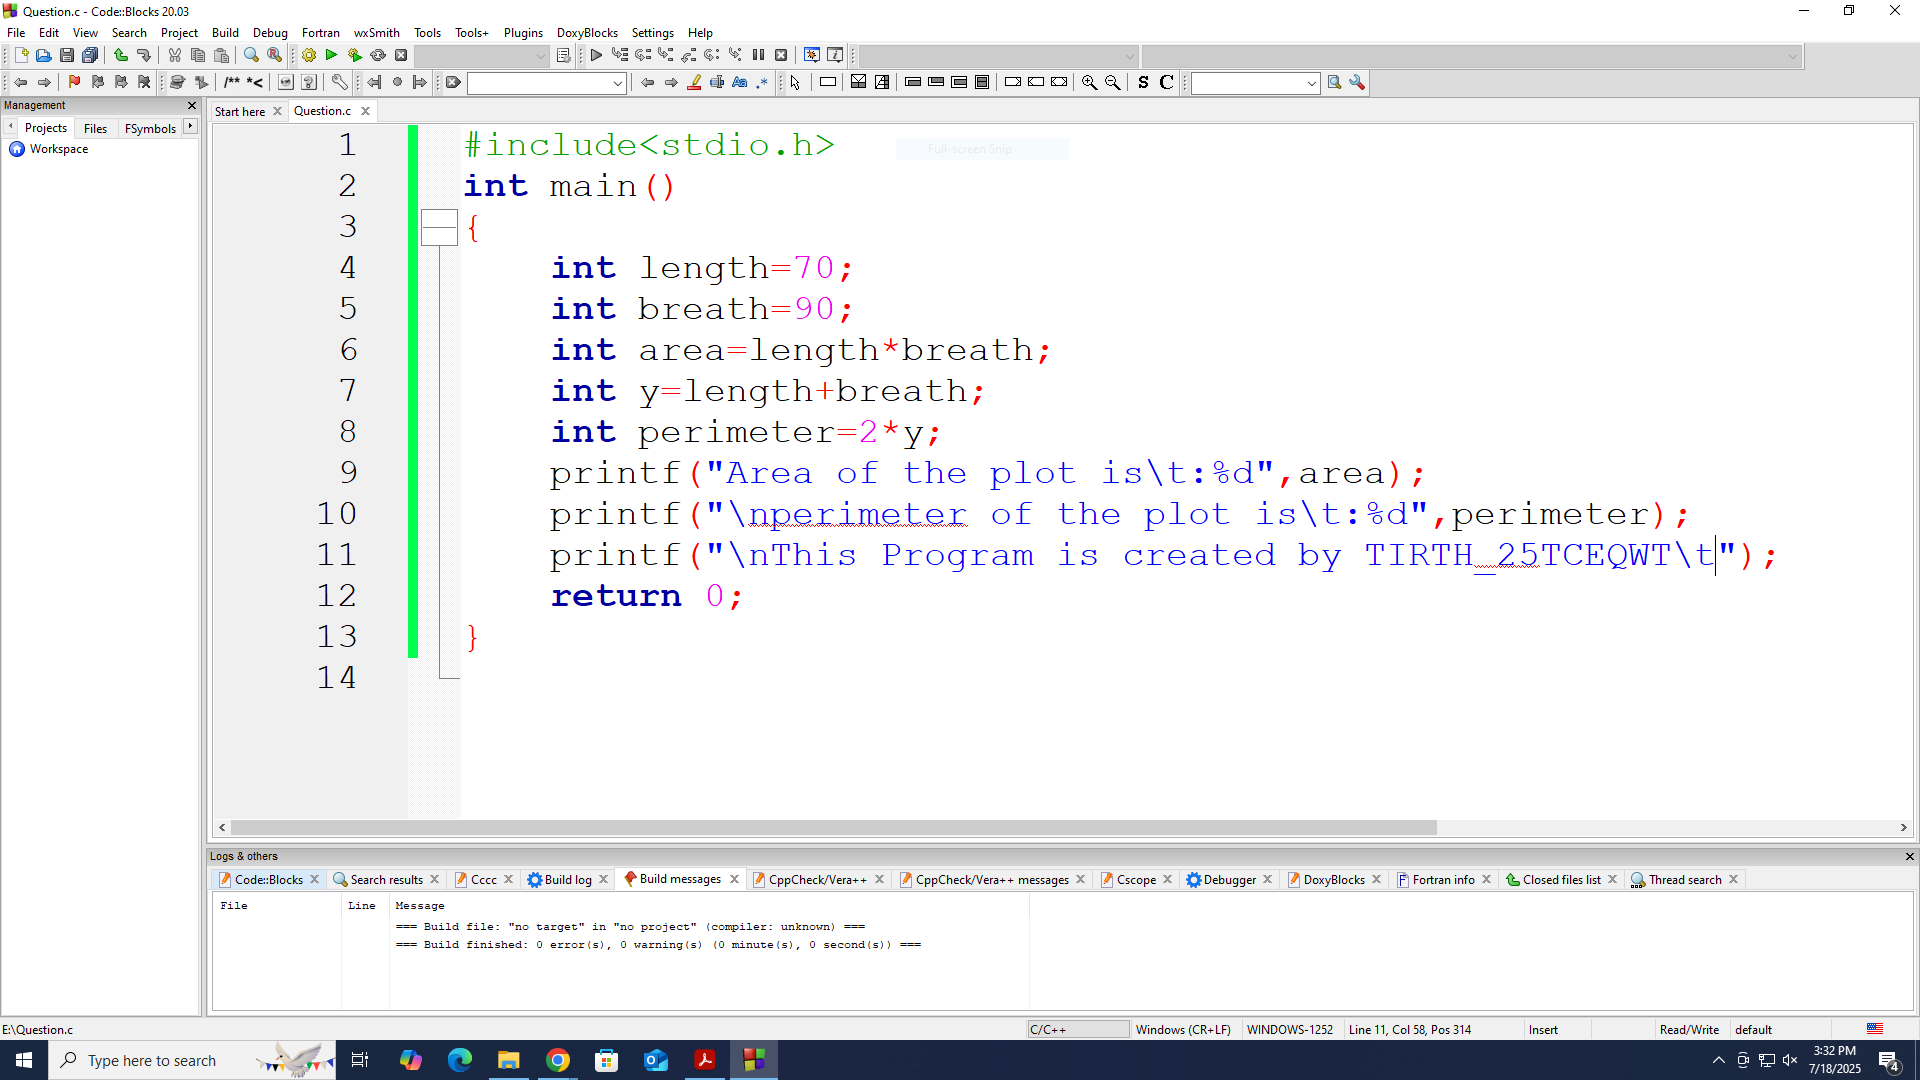 Question.c - Code::Blocks 20.03
File Edit View Search Project Build Debug Fortran wxSmith Tools Tools+ Plugins DoxyBlocks Settings Help
/** *< Aa .* S C
Management
Projects Files FSymbols
Workspace
Start here Question.c
Full-screen Snip
1 #include<stdio.h>
2 int main()
3 {
4 int length=70;
5 int breath=90;
6 int area=length*breath;
7 int y=length+breath;
8 int perimeter=2*y;
9 printf("Area of the plot is\t:%d",area);
10 printf("\nperimeter of the plot is\t:%d",perimeter);
11 printf("\nThis Program is created by TIRTH_25TCEQWT\t");
12 return 0;
13 }
14
Logs & others
Code::Blocks Search results Cccc Build log Build messages CppCheck/Vera++ CppCheck/Vera++ messages Cscope Debugger DoxyBlocks Fortran info Closed files list Thread search
File Line Message
=== Build file: "no target" in "no project" (compiler: unknown) ===
=== Build finished: 0 error(s), 0 warning(s) (0 minute(s), 0 second(s)) ===
E:\Question.c C/C++ Windows (CR+LF) WINDOWS-1252 Line 11, Col 58, Pos 314 Insert Read/Write default
Type here to search
3:32 PM
7/18/2025
4